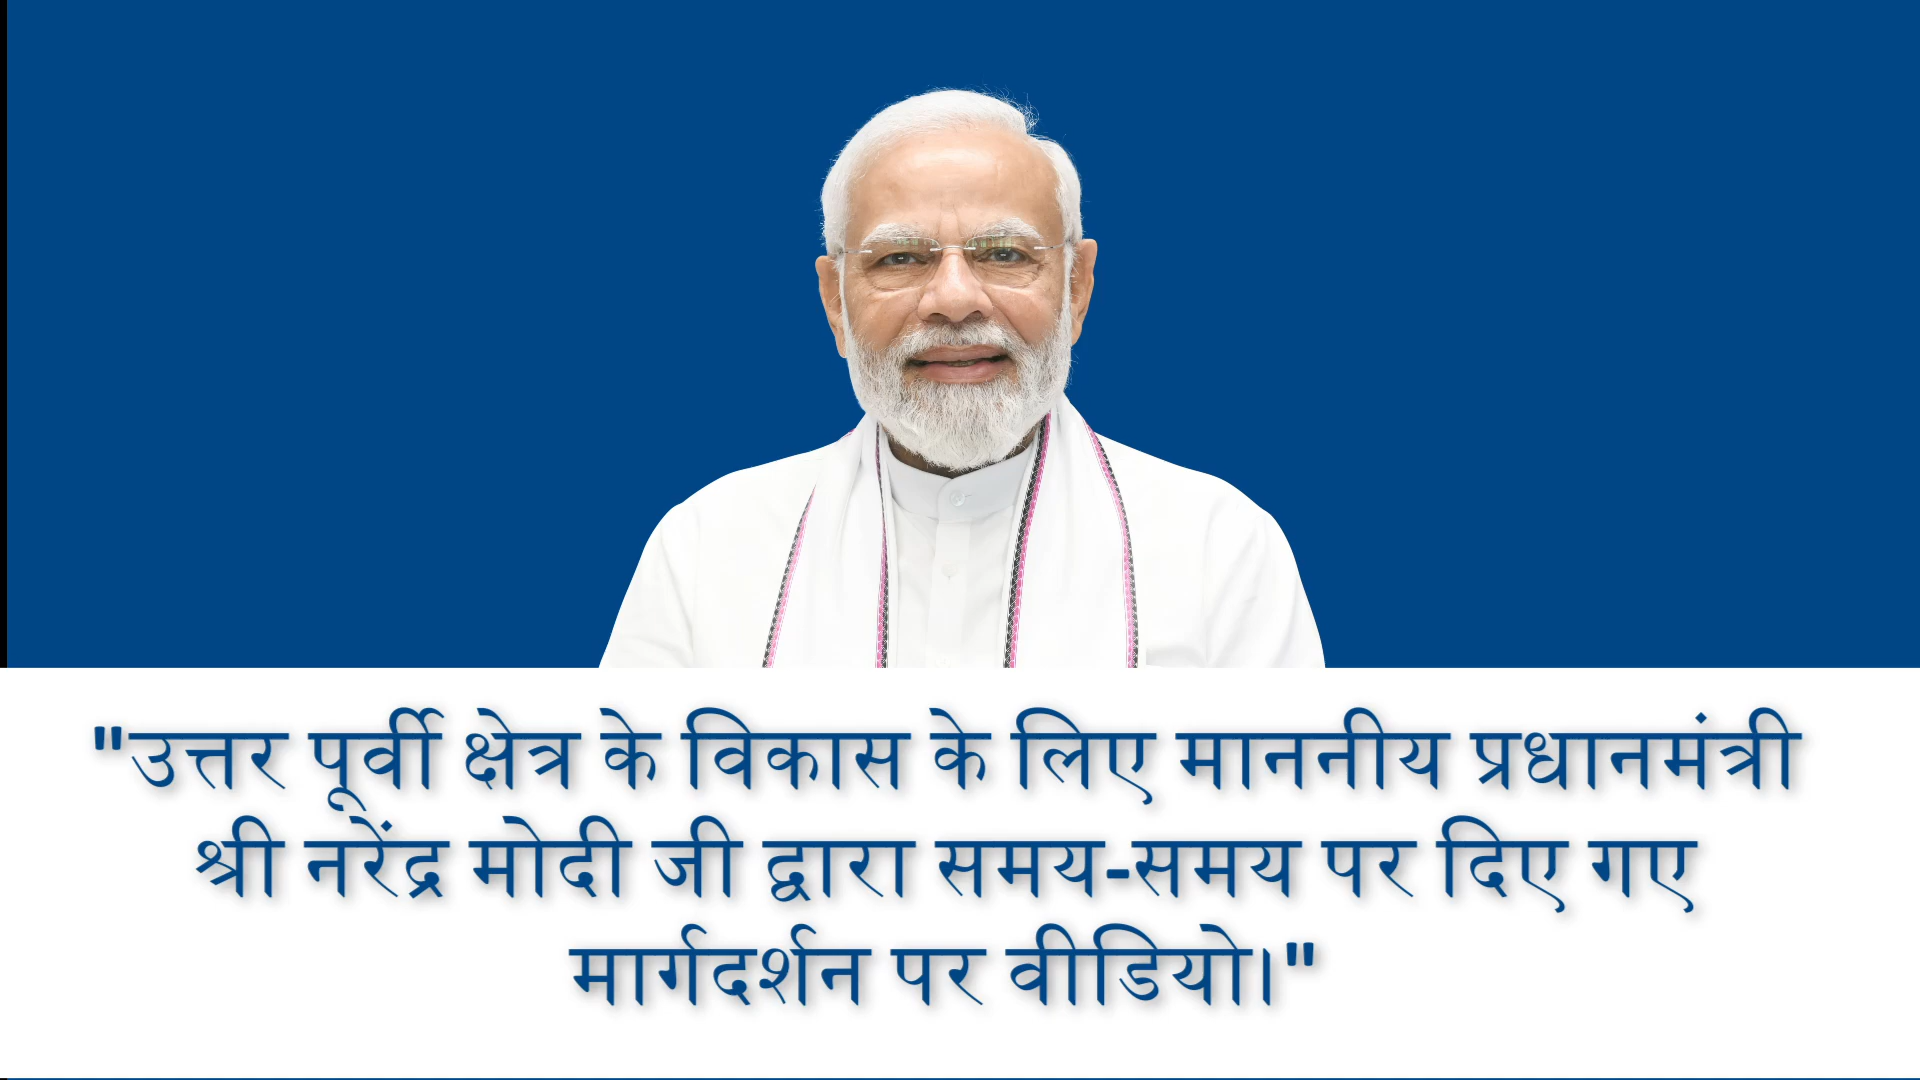 "उत्तर पूर्वी क्षेत्र के विकास के लिए माननीय प्रधानमंत्री
श्री नरेंद्र मोदी जी द्वारा समय-समय पर दिए गए
मार्गदर्शन पर वीडियो।"